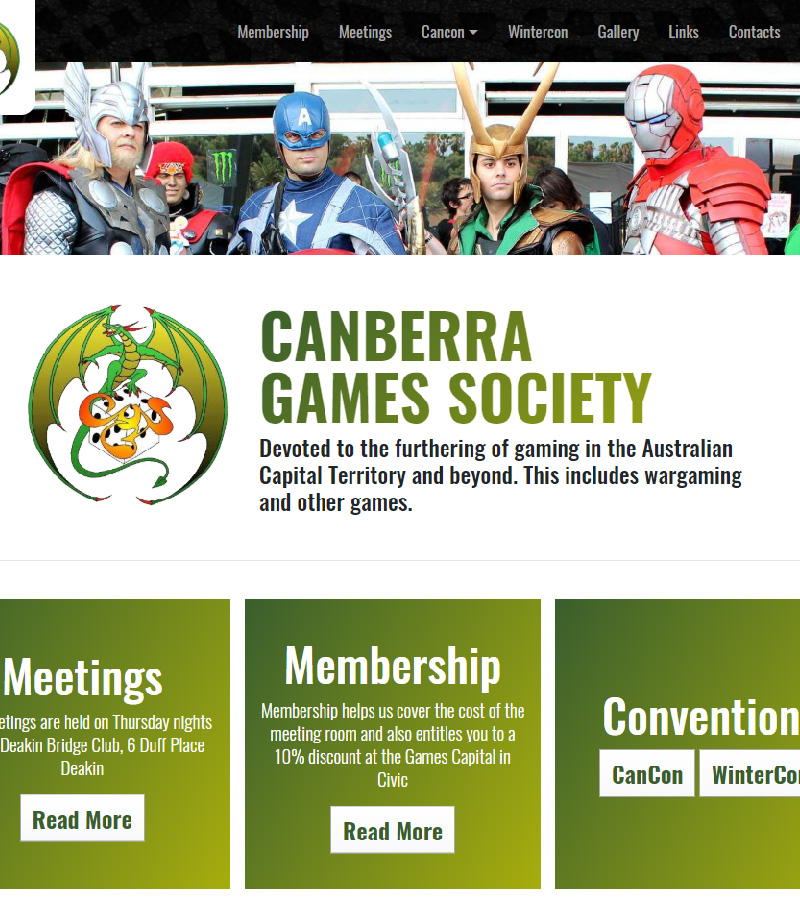 Membership Meetings Cancon Wintercon Gallery Links Contacts
A
CANBERRA
GAMES SOCIETY
Devoted to the furthering of gaming in the Australian
Capital Territory and beyond. This includes wargaming
and other games.
Meetings
etings are held on Thursday nights
Deakin Bridge Club, 6 Duff Place
Deakin
Read More
Membership
Membership helps us cover the cost of the
meeting room and also entitles you to a
10% discount at the Games Capital in
Civic
Read More
Convention
CanCon WinterCo